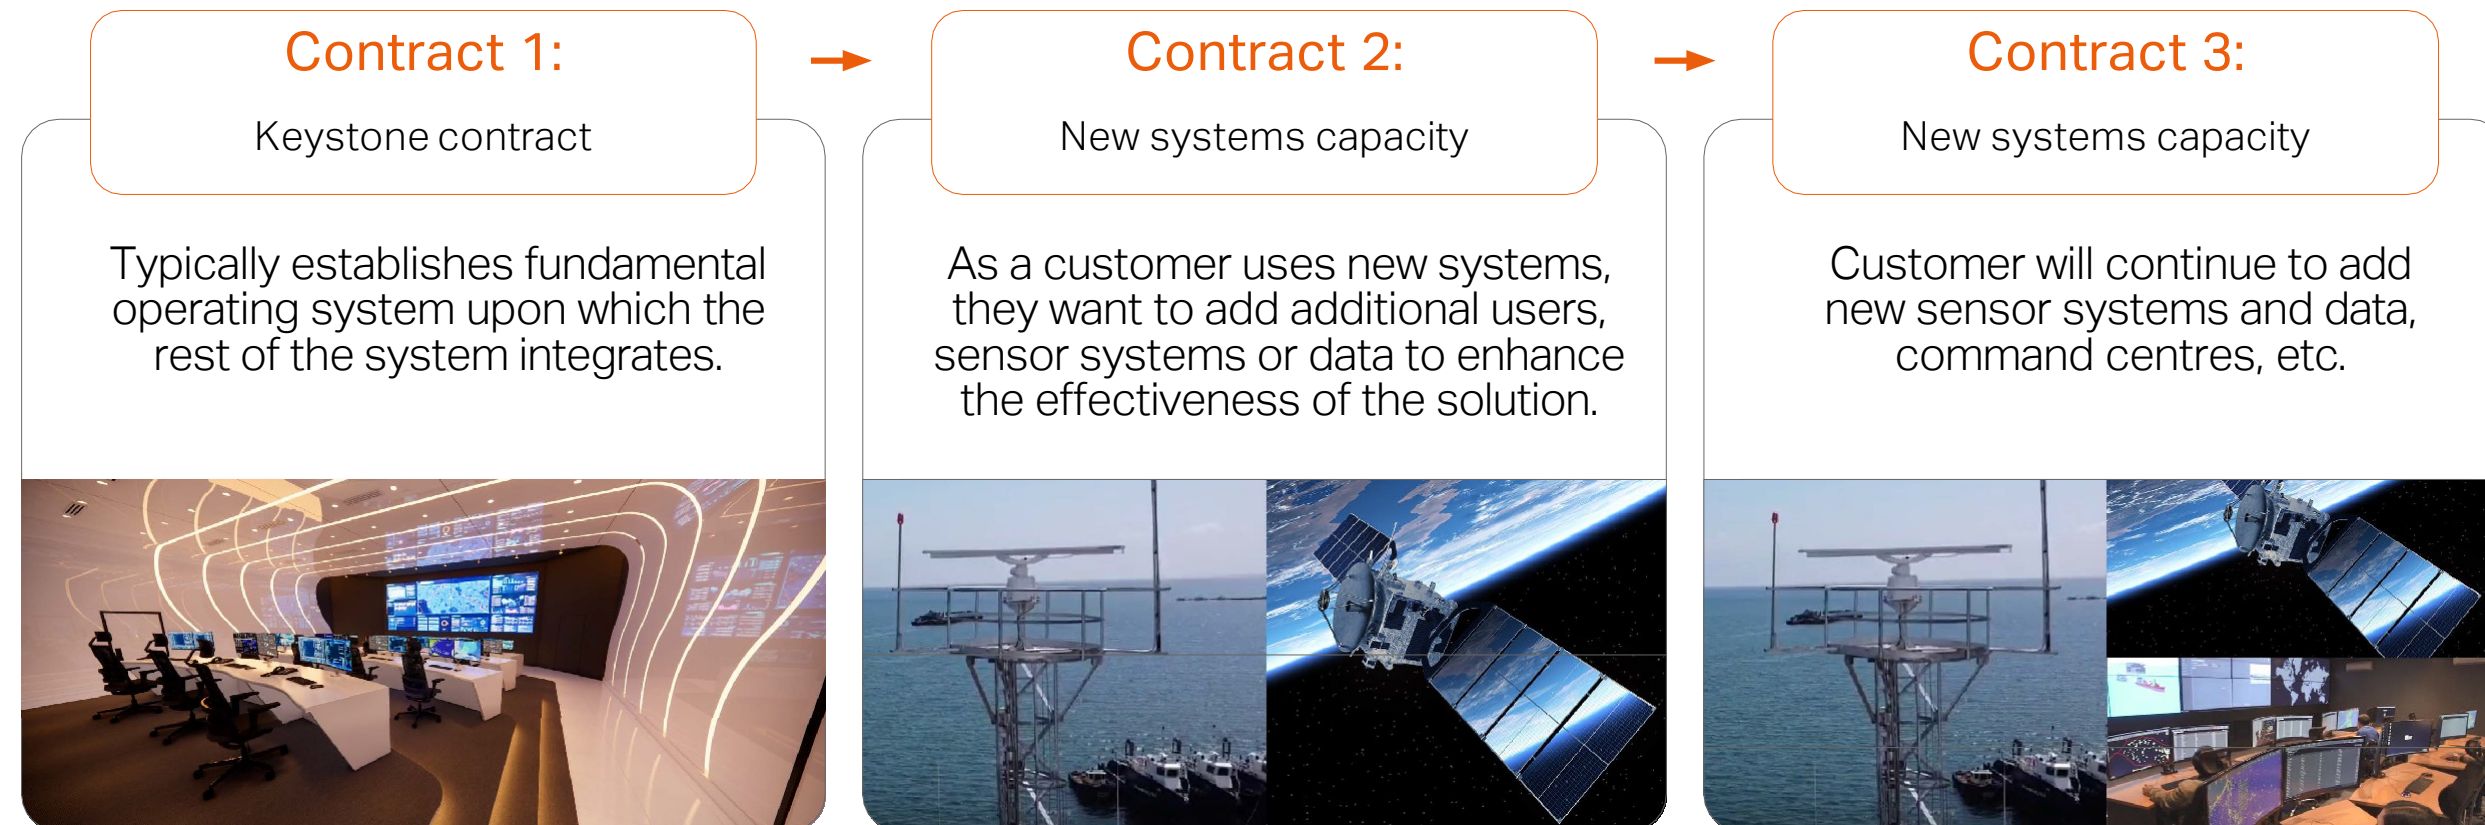 Contract 1:
Keystone contract
Typically establishes fundamental
operating system upon which the
rest of the system integrates.
Contract 2:
New systems capacity
As a customer uses new systems,
they want to add additional users,
sensor systems or data to enhance
the effectiveness of the solution.
Contract 3:
New systems capacity
Customer will continue to add
new sensor systems and data,
command centres, etc.